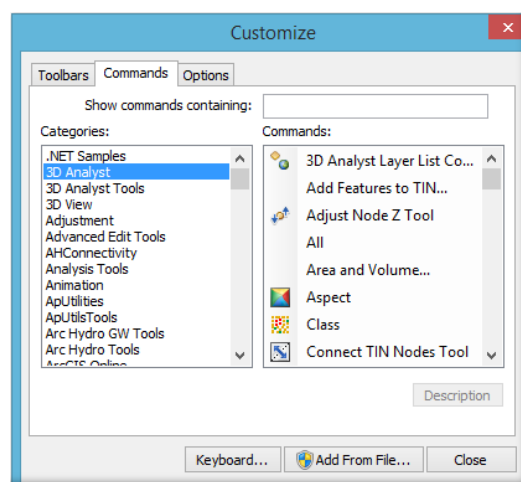 Customize
Toolbars Commands Options
Show commands containing:
Categories:
Commands:
.NET Samples
3D Analyst
3D Analyst Tools
3D View
Adjustment
Advanced Edit Tools
AHConnectivity
Analysis Tools
Animation
ApUtilities
ApUtilsTools
Arc Hydro GW Tools
Arc Hydro Tools
ArcGIS Online
3D Analyst Layer List Co...
Add Features to TIN...
Adjust Node Z Tool
All
Area and Volume...
Aspect
Class
Connect TIN Nodes Tool
Description
Keyboard... Add From File... Close